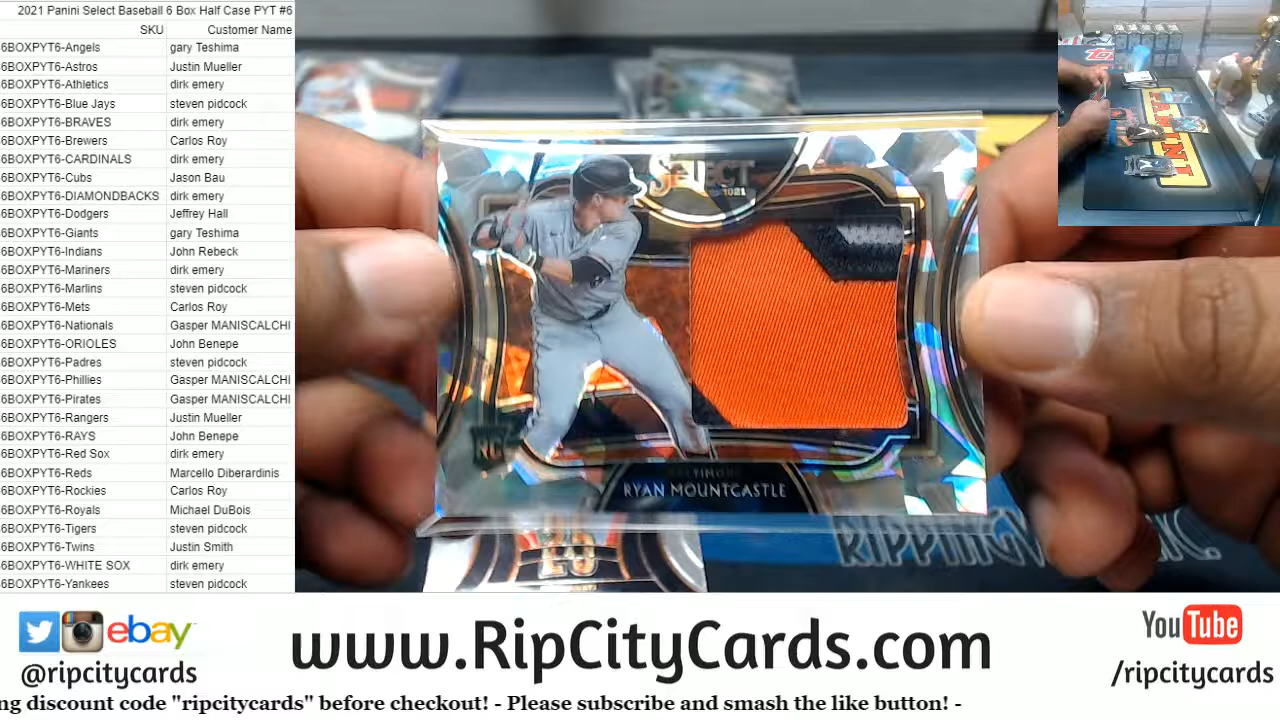 2021 Panini Select Baseball 6 Box Half Case PYT #6
SKU Customer Name
6BOXPYT6-Angels gary Teshima
6BOXPYT6-Astros Justin Mueller
6BOXPYT6-Athletics dirk emery
6BOXPYT6-Blue Jays steven pidcock
6BOXPYT6-BRAVES dirk emery
6BOXPYT6-Brewers Carlos Roy
6BOXPYT6-CARDINALS dirk emery
6BOXPYT6-Cubs Jason Bau
6BOXPYT6-DIAMONDBACKS dirk emery
6BOXPYT6-Dodgers Jeffrey Hall
6BOXPYT6-Giants gary Teshima
6BOXPYT6-Indians John Rebeck
6BOXPYT6-Mariners dirk emery
6BOXPYT6-Marlins steven pidcock
6BOXPYT6-Mets Carlos Roy
6BOXPYT6-Nationals Gasper MANISCALCHI
6BOXPYT6-ORIOLES John Benepe
6BOXPYT6-Padres steven pidcock
6BOXPYT6-Phillies Gasper MANISCALCHI
6BOXPYT6-Pirates Gasper MANISCALCHI
6BOXPYT6-Rangers Justin Mueller
6BOXPYT6-RAYS John Benepe
6BOXPYT6-Red Sox dirk emery
6BOXPYT6-Reds Marcello Diberardinis
6BOXPYT6-Rockies Carlos Roy
6BOXPYT6-Royals Michael DuBois
6BOXPYT6-Tigers steven pidcock
6BOXPYT6-Twins Justin Smith
6BOXPYT6-WHITE SOX dirk emery
6BOXPYT6-Yankees steven pidcock
SELECT
2021
RC
BALTIMORE
RYAN MOUNTCASTLE
PANINI
ebay
@ripcitycards
www.RipCityCards.com
YouTube
/ripcitycards
ng discount code "ripcitycards" before checkout! - Please subscribe and smash the like button! -